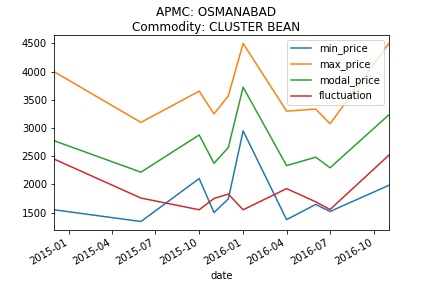 APMC: OSMANABAD
Commodity: CLUSTER BEAN
4500
4000
3500
3000
2500
2000
1500
min_price
max_price
modal_price
fluctuation
2015-01
2015-04
2015-07
2015-10
2016-01
2016-04
2016-07
2016-10
date